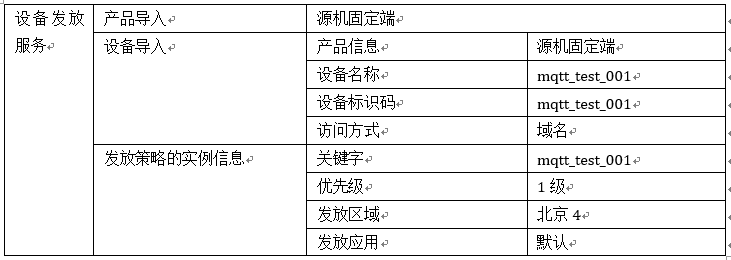 设备发放服务 产品导入 源机固定端
设备导入 产品信息 源机固定端
设备名称 mqtt_test_001
设备标识码 mqtt_test_001
访问方式 域名
发放策略的实例信息 关键字 mqtt_test_001
优先级 1 级
发放区域 北京 4
发放应用 默认